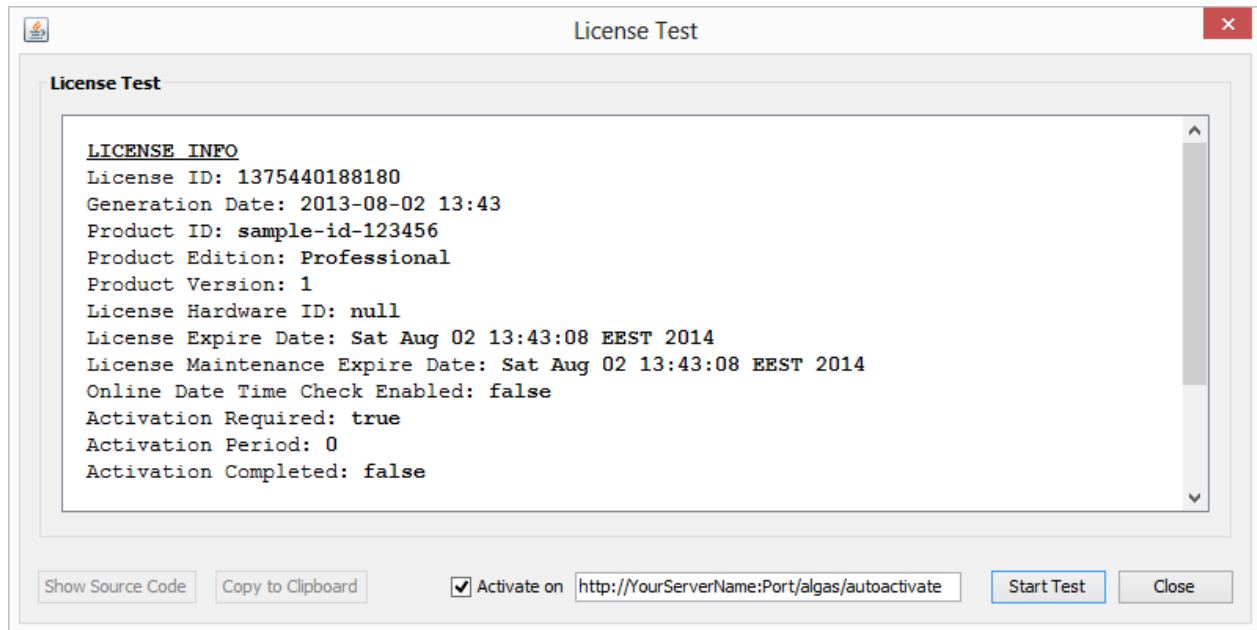 License Test
License Test
LICENSE INFO
License ID: 1375440188180
Generation Date: 2013-08-02 13:43
Product ID: sample-id-123456
Product Edition: Professional
Product Version: 1
License Hardware ID: null
License Expire Date: Sat Aug 02 13:43:08 EEST 2014
License Maintenance Expire Date: Sat Aug 02 13:43:08 EEST 2014
Online Date Time Check Enabled: false
Activation Required: true
Activation Period: 0
Activation Completed: false
Show Source Code Copy to Clipboard Activate on http://YourServerName:Port/algas/autoactivate Start Test Close